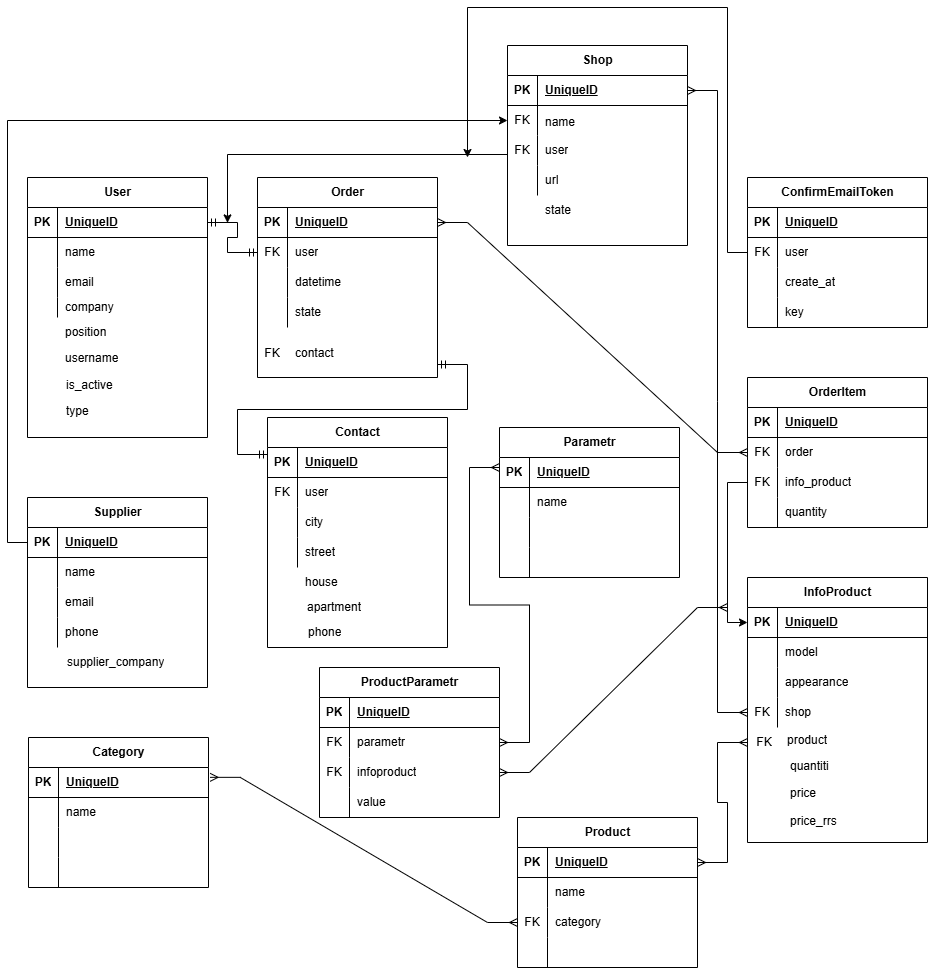 Shop
PK UniqueID
FK name
FK user
url
state
User
PK UniqueID
name
email
company
position
username
is_active
type
Order
PK UniqueID
FK user
datetime
state
FK contact
ConfirmEmailToken
PK UniqueID
FK user
create_at
key
OrderItem
PK UniqueID
FK order
FK info_product
quantity
Contact
PK UniqueID
FK user
city
street
house
apartment
phone
Parametr
PK UniqueID
name
Supplier
PK UniqueID
name
email
phone
supplier_company
InfoProduct
PK UniqueID
model
appearance
FK shop
FK product
quantiti
price
price_rrs
ProductParametr
PK UniqueID
FK parametr
FK infoproduct
value
Category
PK UniqueID
name
Product
PK UniqueID
name
FK category